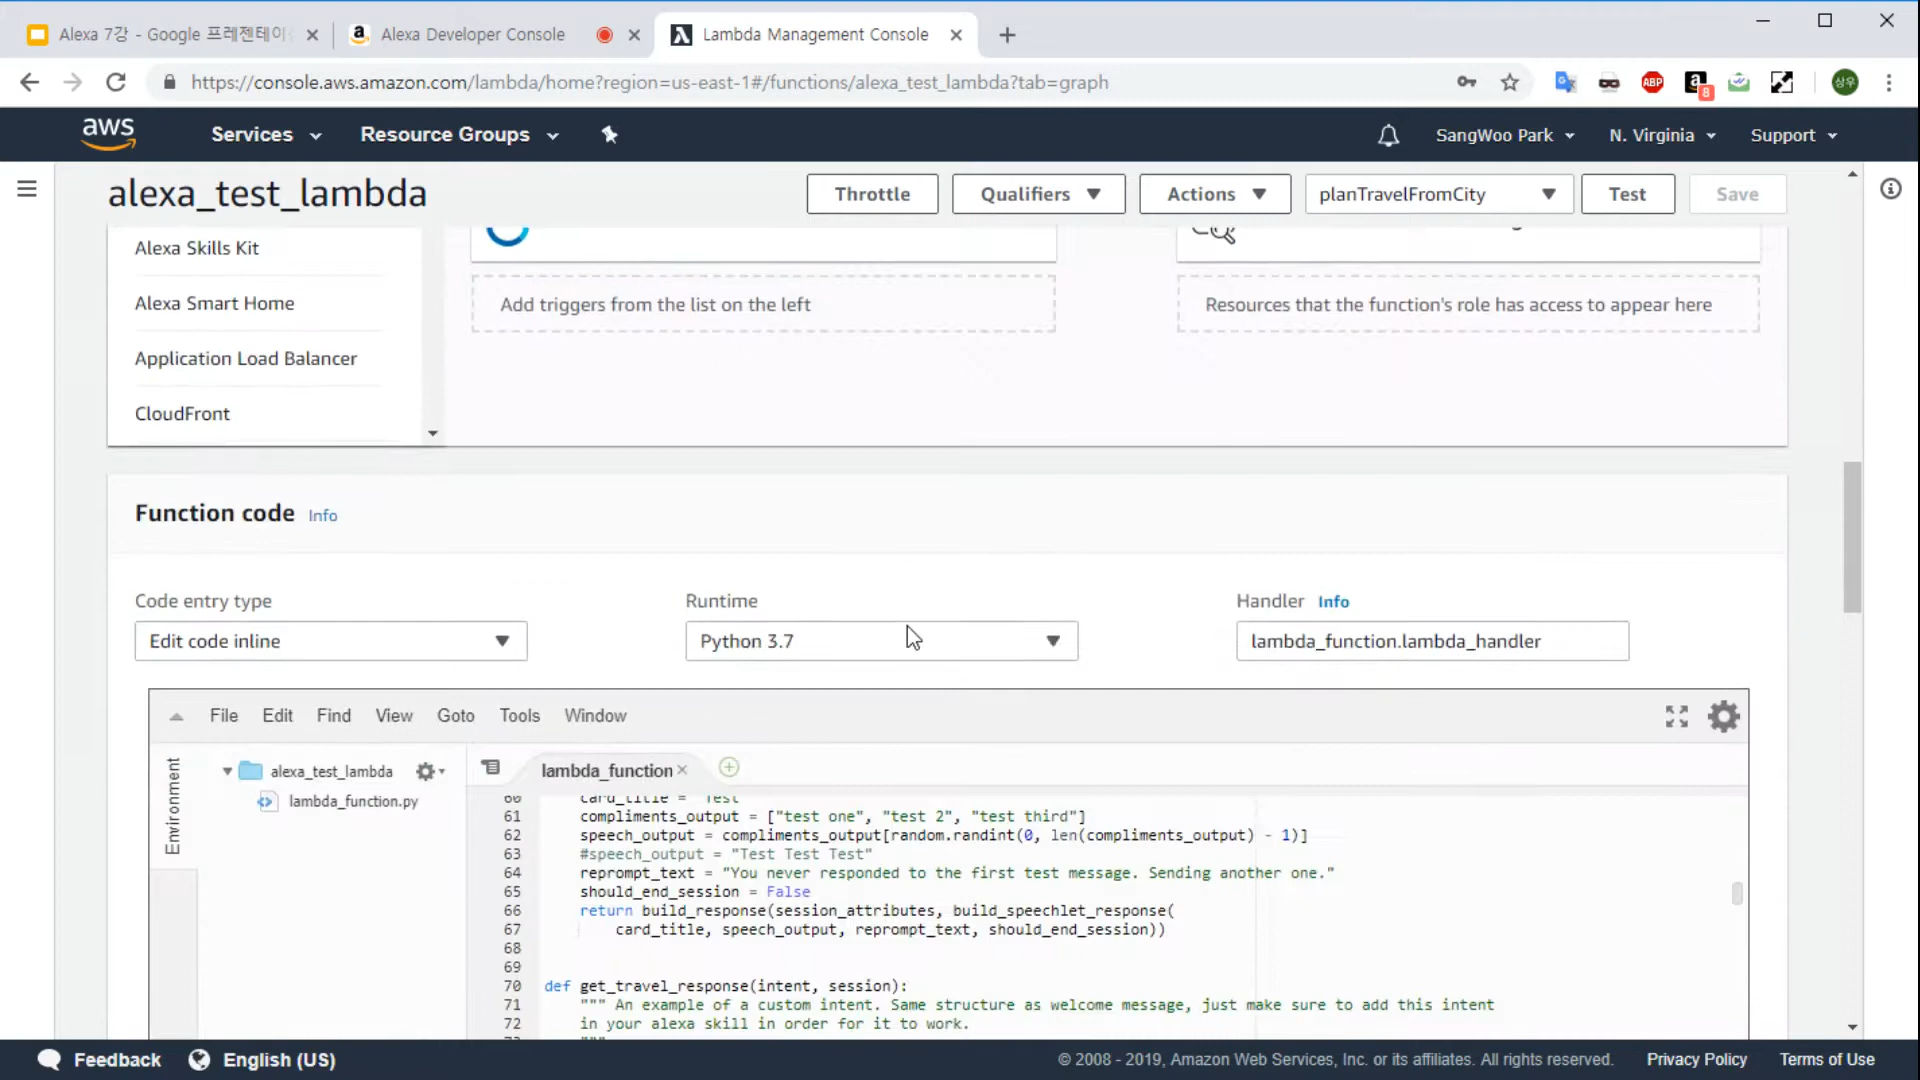 Alexa 7강 - Google 프레젠테이
Alexa Developer Console
Lambda Management Console
https://console.aws.amazon.com/lambda/home?region=us-east-1#/functions/alexa_test_lambda?tab=graph
ABP
8
상우
aws
Services
Resource Groups
SangWoo Park
N. Virginia
Support
alexa_test_lambda
Throttle
Qualifiers
Actions
planTravelFromCity
Test
Save
Alexa Skills Kit
Alexa Smart Home
Application Load Balancer
CloudFront
Add triggers from the list on the left
Resources that the function's role has access to appear here
Function code Info
Code entry type
Runtime
Handler Info
Edit code inline
Python 3.7
lambda_function.lambda_handler
File Edit Find View Goto Tools Window
Environment
alexa_test_lambda
lambda_function.py
lambda_function
60 card_title = "Test"
61 compliments_output = ["test one", "test 2", "test third"]
62 speech_output = compliments_output[random.randint(0, len(compliments_output) - 1)]
63 #speech_output = "Test Test Test"
64 reprompt_text = "You never responded to the first test message. Sending another one."
65 should_end_session = False
66 return build_response(session_attributes, build_speechlet_response(
67 card_title, speech_output, reprompt_text, should_end_session))
68
69
70 def get_travel_response(intent, session):
71 """ An example of a custom intent. Same structure as welcome message, just make sure to add this intent
72 in your alexa skill in order for it to work.
73 """
Feedback
English (US)
© 2008 - 2019, Amazon Web Services, Inc. or its affiliates. All rights reserved.
Privacy Policy
Terms of Use